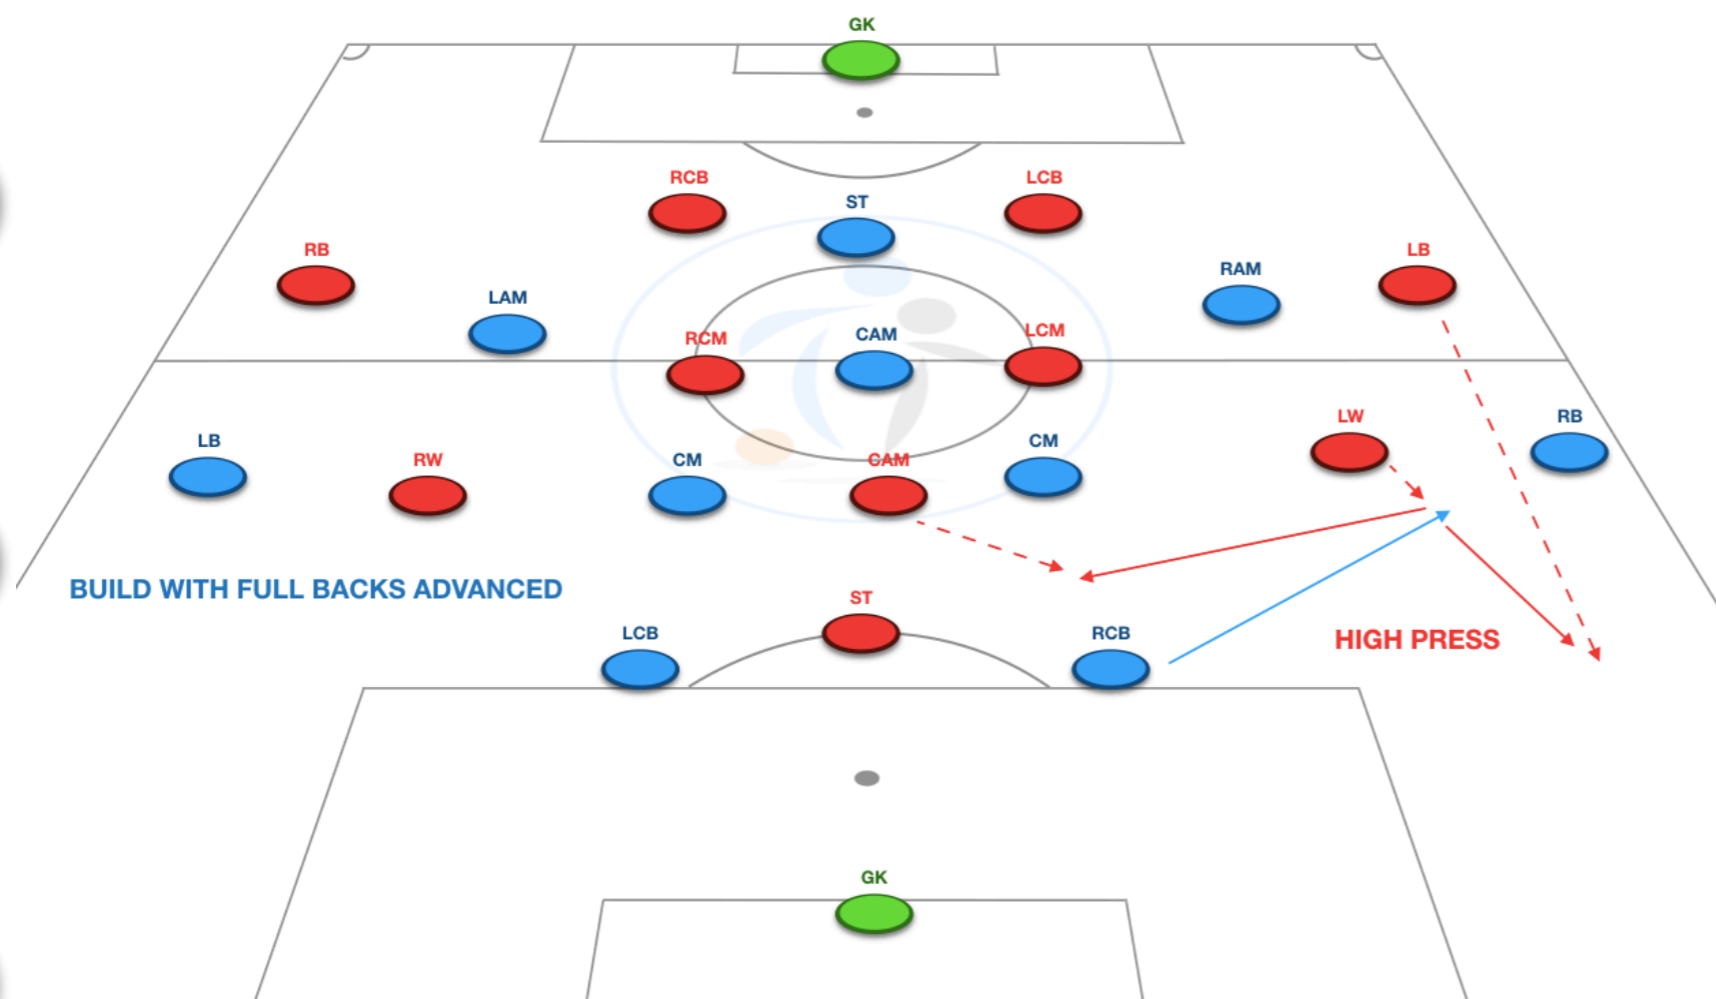 GK
RCB
LCB
ST
RB
LB
RAM
LAM
CAM
LCM
RCM
LW
RB
LB
CM
RW
CM
CAM
BUILD WITH FULL BACKS ADVANCED
ST
LCB
RCB
HIGH PRESS
GK